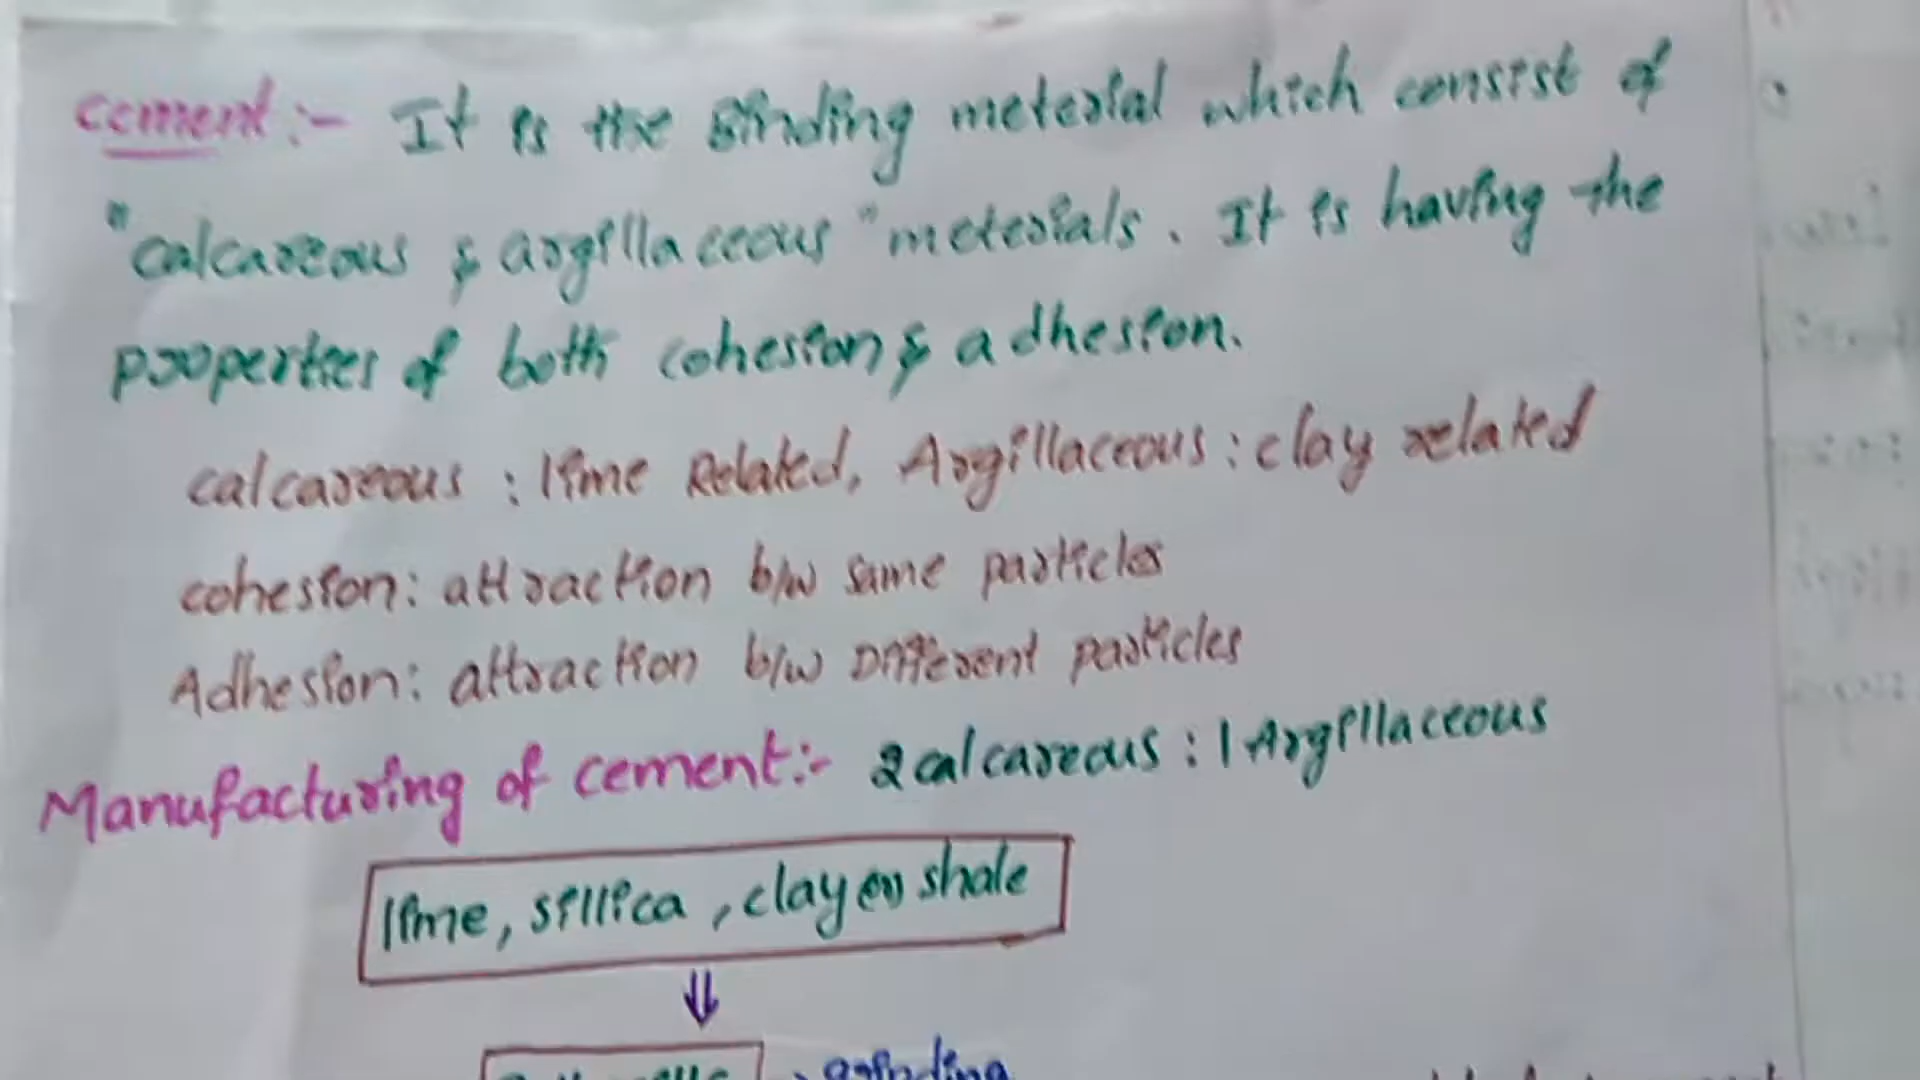 cement:- It is the Binding meterial which consist of
"calcareous & argillaceous" meterials. It is having the
properties of both cohesion & adhesion.
calcareous : lime Related, Argillaceous : clay related
cohesion: attraction b/w same particles
Adhesion: attraction b/w Different particles
Manufacturing of cement:- 2 calcareous : 1 Argillaceous
lime, sillica, clay (or) shale
grinding